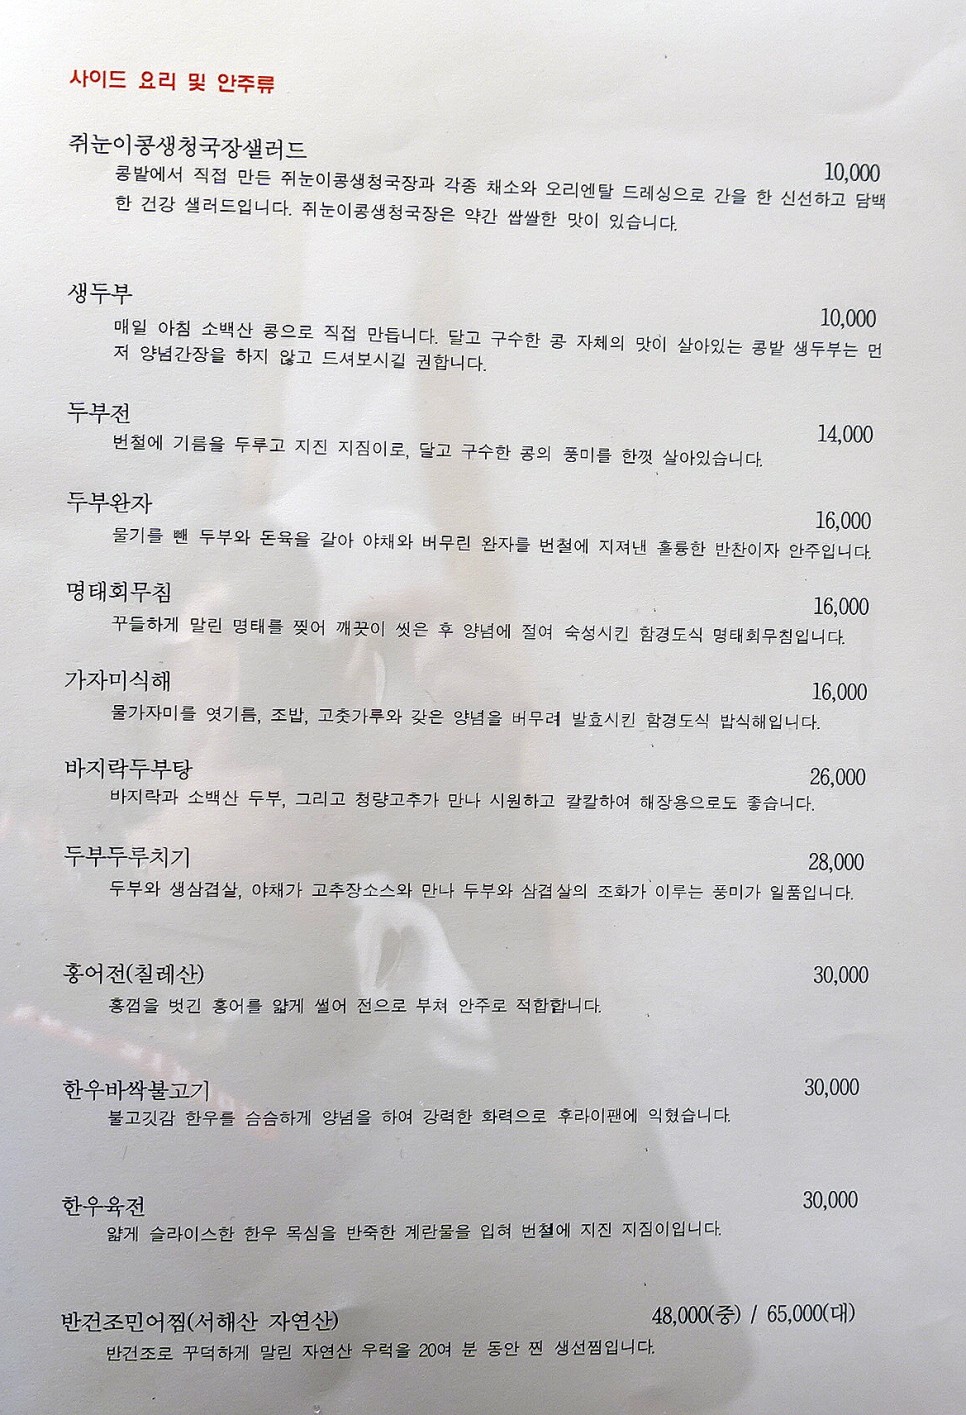 사이드 요리 및 안주류
쥐눈이콩생청국장샐러드
10,000
콩밭에서 직접 만든 쥐눈이콩생청국장과 각종 채소와 오리엔탈 드레싱으로 간을 한 신선하고 담백
한 건강 샐러드입니다. 쥐눈이콩생청국장은 약간 쌉쌀한 맛이 있습니다.
생두부
10,000
매일 아침 소백산 콩으로 직접 만듭니다. 달고 구수한 콩 자체의 맛이 살아있는 콩밭 생두부는 먼
저 양념간장을 하지 않고 드셔보시길 권합니다.
두부전
14,000
번철에 기름을 두루고 지진 지짐이로, 달고 구수한 콩의 풍미를 한껏 살아있습니다.
두부완자
16,000
물기를 뺀 두부와 돈육을 갈아 야채와 버무린 완자를 번철에 지져낸 훌륭한 반찬이자 안주입니다.
명태회무침
16,000
꾸들하게 말린 명태를 찢어 깨끗이 씻은 후 양념에 절여 숙성시킨 함경도식 명태회무침입니다.
가자미식해
16,000
물가자미를 엿기름, 조밥, 고춧가루와 갖은 양념을 버무려 발효시킨 함경도식 밥식해입니다.
바지락두부탕
26,000
바지락과 소백산 두부, 그리고 청량고추가 만나 시원하고 칼칼하여 해장용으로도 좋습니다.
두부두루치기
28,000
두부와 생삼겹살, 야채가 고추장소스와 만나 두부와 삼겹살의 조화가 이루는 풍미가 일품입니다.
홍어전(칠레산)
30,000
홍껍을 벗긴 홍어를 얇게 썰어 전으로 부쳐 안주로 적합합니다.
한우바싹불고기
30,000
불고깃감 한우를 슴슴하게 양념을 하여 강력한 화력으로 후라이팬에 익혔습니다.
한우육전
30,000
얇게 슬라이스한 한우 목심을 반죽한 계란물을 입혀 번철에 지진 지짐이입니다.
반건조민어찜(서해산 자연산)
48,000(중) / 65,000(대)
반건조로 꾸덕하게 말린 자연산 우럭을 20여 분 동안 찐 생선찜입니다.